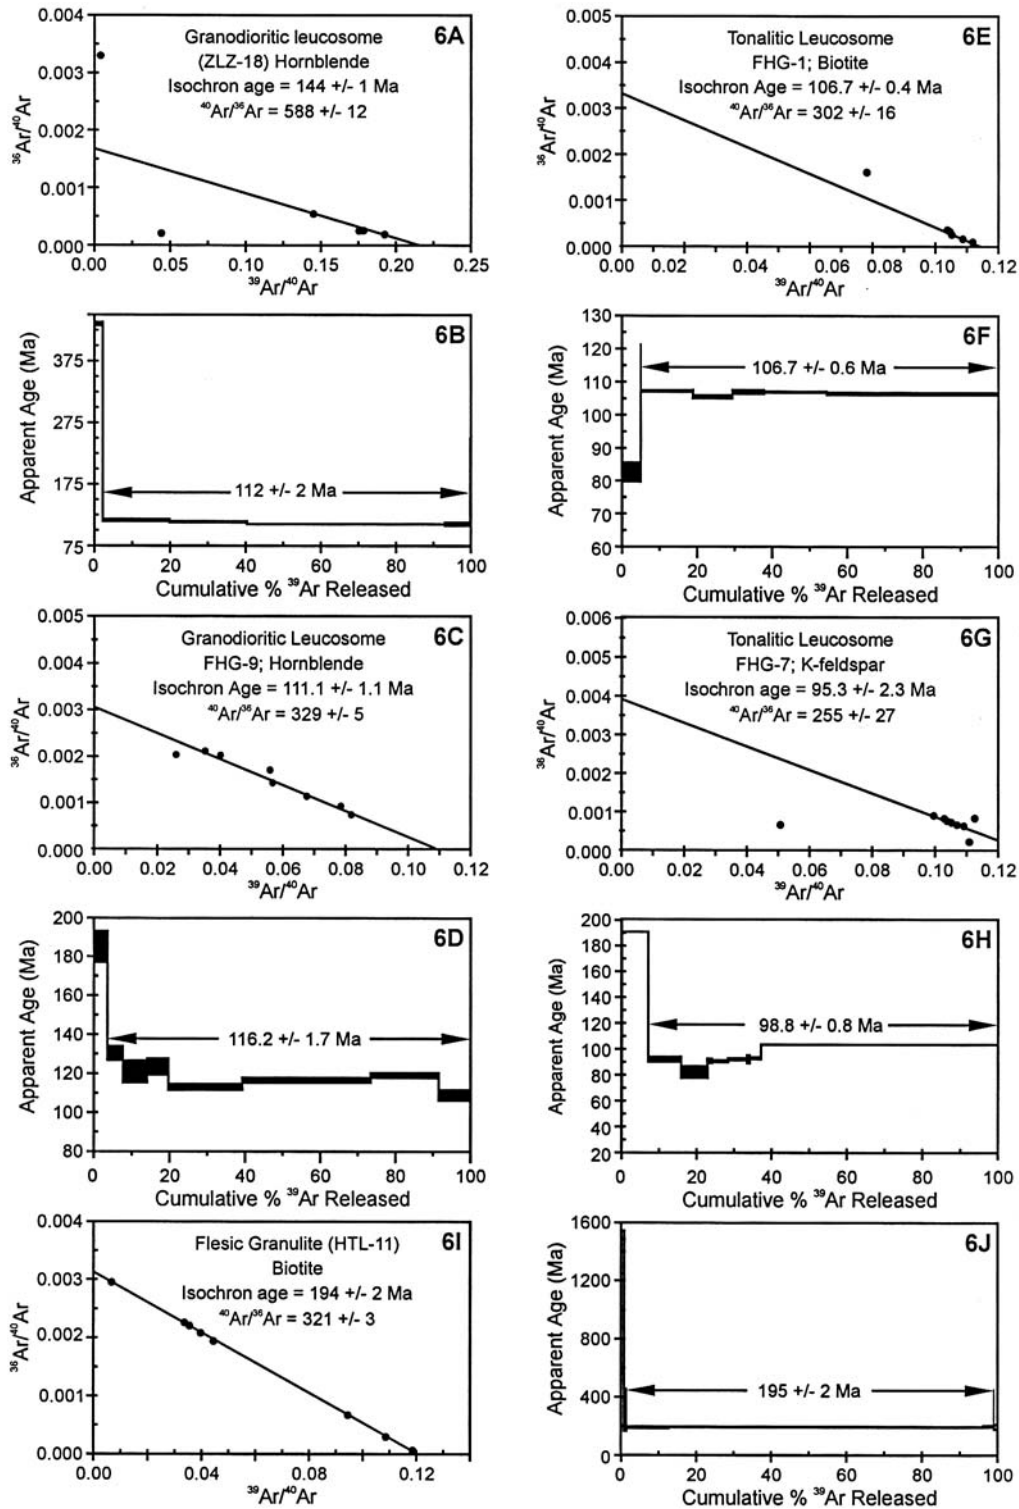 6A
Granodioritic leucosome
(ZLZ-18) Hornblende
Isochron age = 144 +/- 1 Ma
⁴⁰Ar/³⁶Ar = 588 +/- 12
³⁶Ar/⁴⁰Ar
0.004
0.003
0.002
0.001
0.000
0.00 0.05 0.10 0.15 0.20 0.25
³⁹Ar/⁴⁰Ar
6E
Tonalitic Leucosome
FHG-1; Biotite
Isochron Age = 106.7 +/- 0.4 Ma
⁴⁰Ar/³⁶Ar = 302 +/- 16
³⁶Ar/⁴⁰Ar
0.005
0.004
0.003
0.002
0.001
0.000
0.00 0.02 0.04 0.06 0.08 0.10 0.12
³⁹Ar/⁴⁰Ar
6B
Apparent Age (Ma)
375
275
175
75
112 +/- 2 Ma
0 20 40 60 80 100
Cumulative % ³⁹Ar Released
6F
Apparent Age (Ma)
130
120
110
100
90
80
70
60
106.7 +/- 0.6 Ma
0 20 40 60 80 100
Cumulative % ³⁹Ar Released
6C
Granodioritic Leucosome
FHG-9; Hornblende
Isochron Age = 111.1 +/- 1.1 Ma
⁴⁰Ar/³⁶Ar = 329 +/- 5
³⁶Ar/⁴⁰Ar
0.005
0.004
0.003
0.002
0.001
0.000
0.00 0.02 0.04 0.06 0.08 0.10 0.12
³⁹Ar/⁴⁰Ar
6G
Tonalitic Leucosome
FHG-7; K-feldspar
Isochron age = 95.3 +/- 2.3 Ma
⁴⁰Ar/³⁶Ar = 255 +/- 27
³⁶Ar/⁴⁰Ar
0.006
0.005
0.004
0.003
0.002
0.001
0.000
0.00 0.02 0.04 0.06 0.08 0.10 0.12
³⁹Ar/⁴⁰Ar
6D
Apparent Age (Ma)
200
180
160
140
120
100
80
116.2 +/- 1.7 Ma
0 20 40 60 80 100
Cumulative % ³⁹Ar Released
6H
Apparent Age (Ma)
200
180
160
140
120
100
80
60
40
20
98.8 +/- 0.8 Ma
0 20 40 60 80 100
Cumulative % ³⁹Ar Released
6I
Flesic Granulite (HTL-11)
Biotite
Isochron age = 194 +/- 2 Ma
⁴⁰Ar/³⁶Ar = 321 +/- 3
³⁶Ar/⁴⁰Ar
0.004
0.003
0.002
0.001
0.000
0.00 0.04 0.08 0.12
³⁹Ar/⁴⁰Ar
6J
Apparent Age (Ma)
1600
1200
800
400
0
195 +/- 2 Ma
0 20 40 60 80 100
Cumulative % ³⁹Ar Released